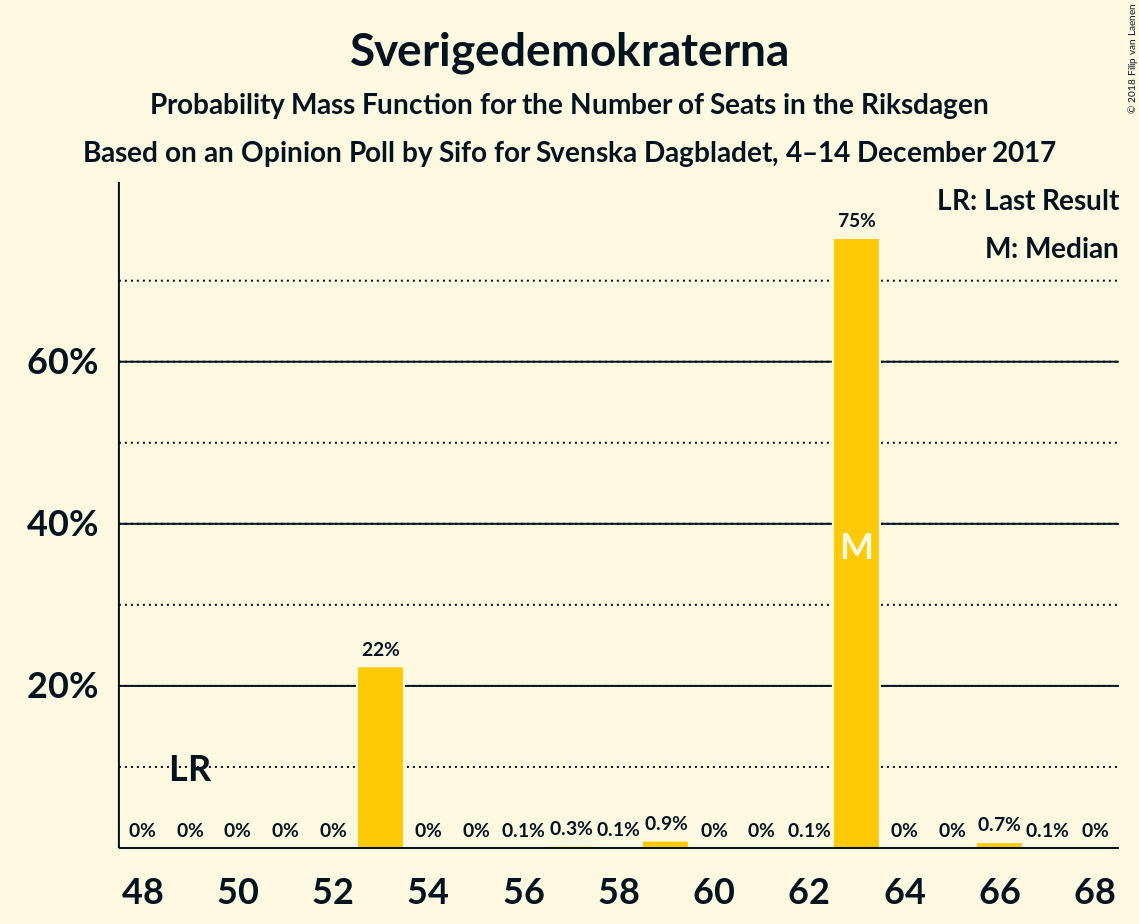 Sverigedemokraterna
Probability Mass Function for the Number of Seats in the Riksdagen
Based on an Opinion Poll by Sifo for Svenska Dagbladet, 4–14 December 2017
© 2018 Filip van Laenen
LR: Last Result
M: Median
75%
60%
M
40%
22%
20%
LR
0% 0% 0% 0% 0% 0% 0% 0.1% 0.3% 0.1% 0.9% 0% 0% 0.1% 0% 0% 0.7% 0.1% 0%
48 50 52 54 56 58 60 62 64 66 68